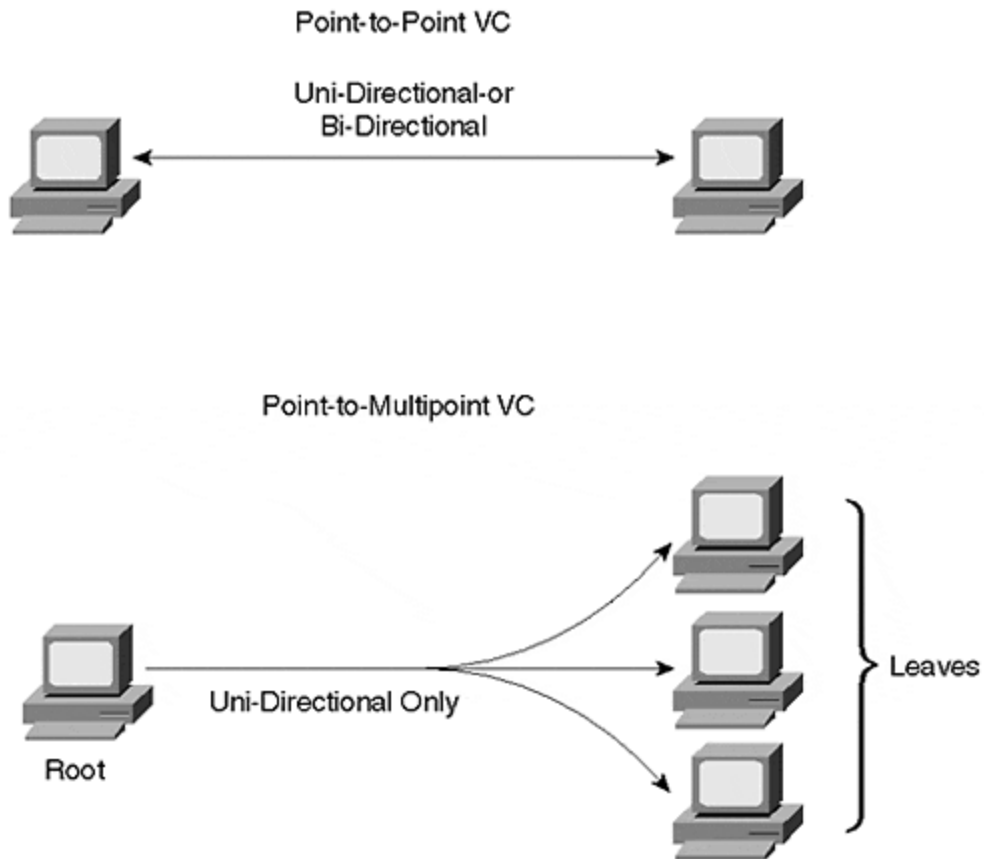 Point-to-Point VC
Uni-Directional-or
Bi-Directional
Point-to-Multipoint VC
Uni-Directional Only
Leaves
Root